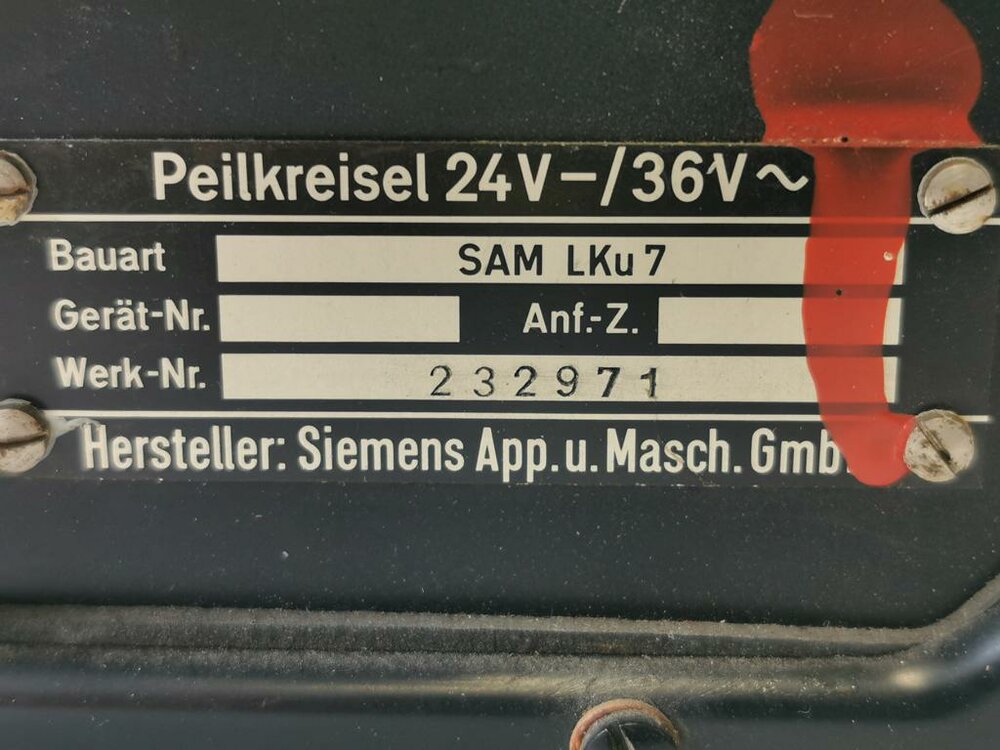 Peilkreisel 24V–/36V~
Bauart SAM LKu 7
Gerät-Nr. Anf.-Z.
Werk-Nr. 232971
Hersteller: Siemens App. u. Masch.